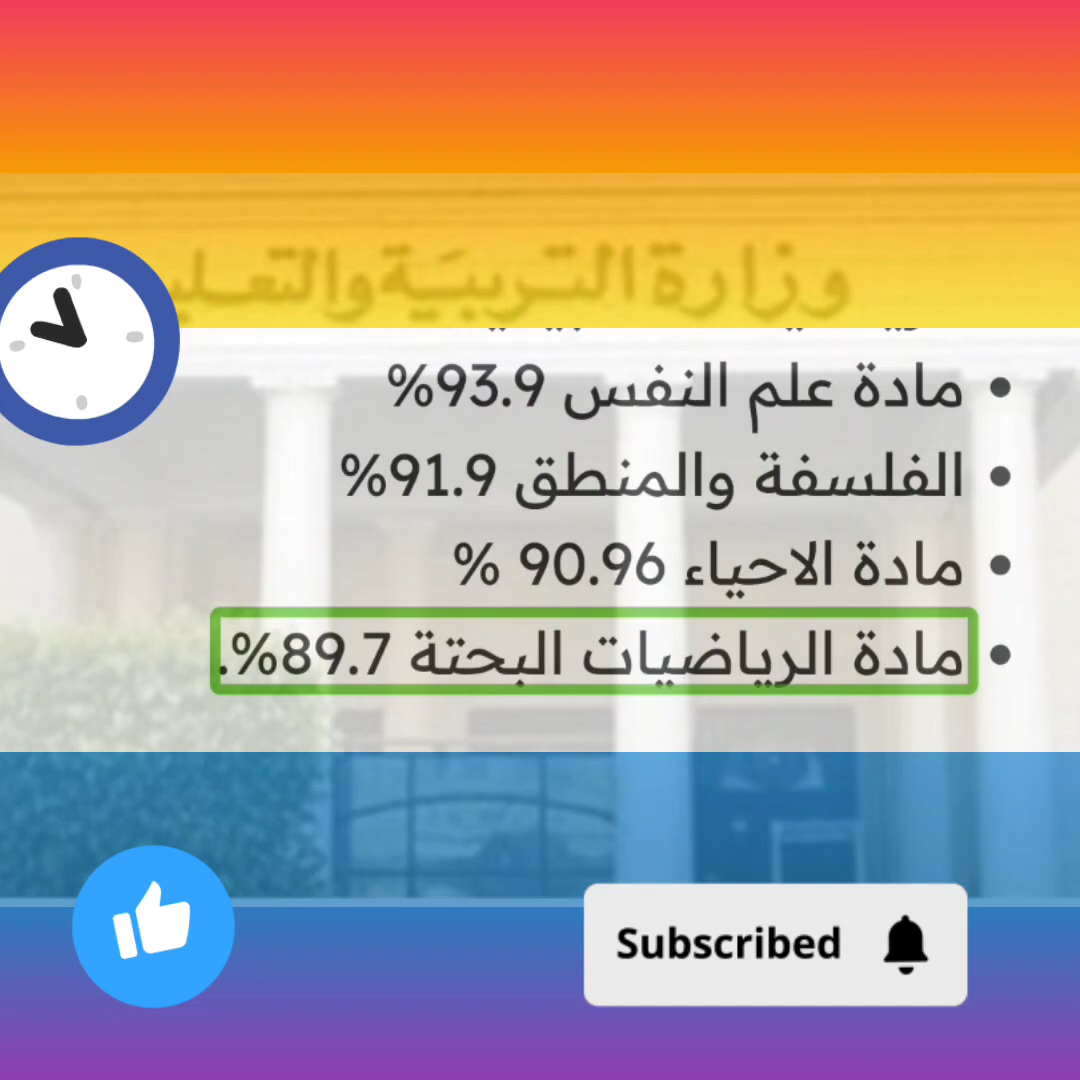 وزارة التربية والتعليم
مادة علم النفس 93.9%
الفلسفة والمنطق 91.9%
مادة الاحياء 90.96 %
مادة الرياضيات البحتة 89.7%.
Subscribed